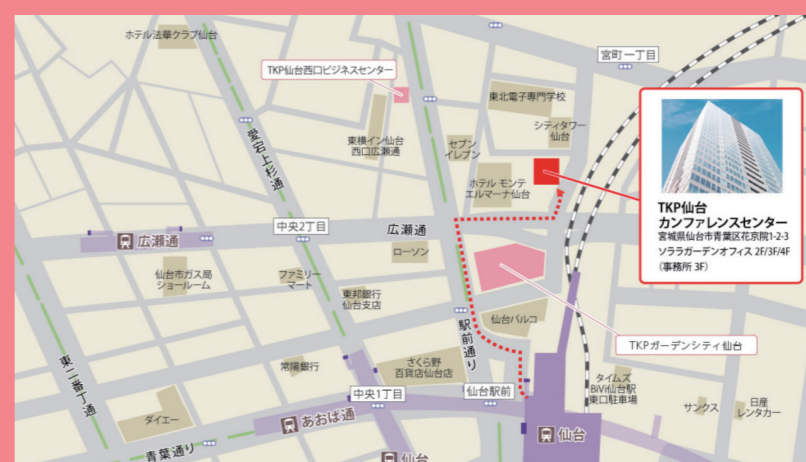 ホテル法華クラブ仙台
宮町一丁目
TKP仙台西口ビジネスセンター
東北電子専門学校
愛宕上杉通
東横イン仙台
西口広瀬通
セブン
イレブン
シティタワー
仙台
ホテル モンテ
エルマーナ仙台
TKP仙台
カンファレンスセンター
宮城県仙台市青葉区花京院1-2-3
ソララガーデンオフィス 2F/3F/4F
(事務所 3F)
中央2丁目
広瀬通
広瀬通
ローソン
仙台市ガス局
ショールーム
ファミリー
マート
東邦銀行
仙台支店
仙台パルコ
駅前通り
TKPガーデンシティ仙台
東二番丁通
常陽銀行
さくら野
百貨店仙台店
中央1丁目
仙台駅前
タイムズ
BiVi仙台駅
東口駐車場
サンクス
日産
レンタカー
ダイエー
あおば通
仙台
青葉通り
仙台